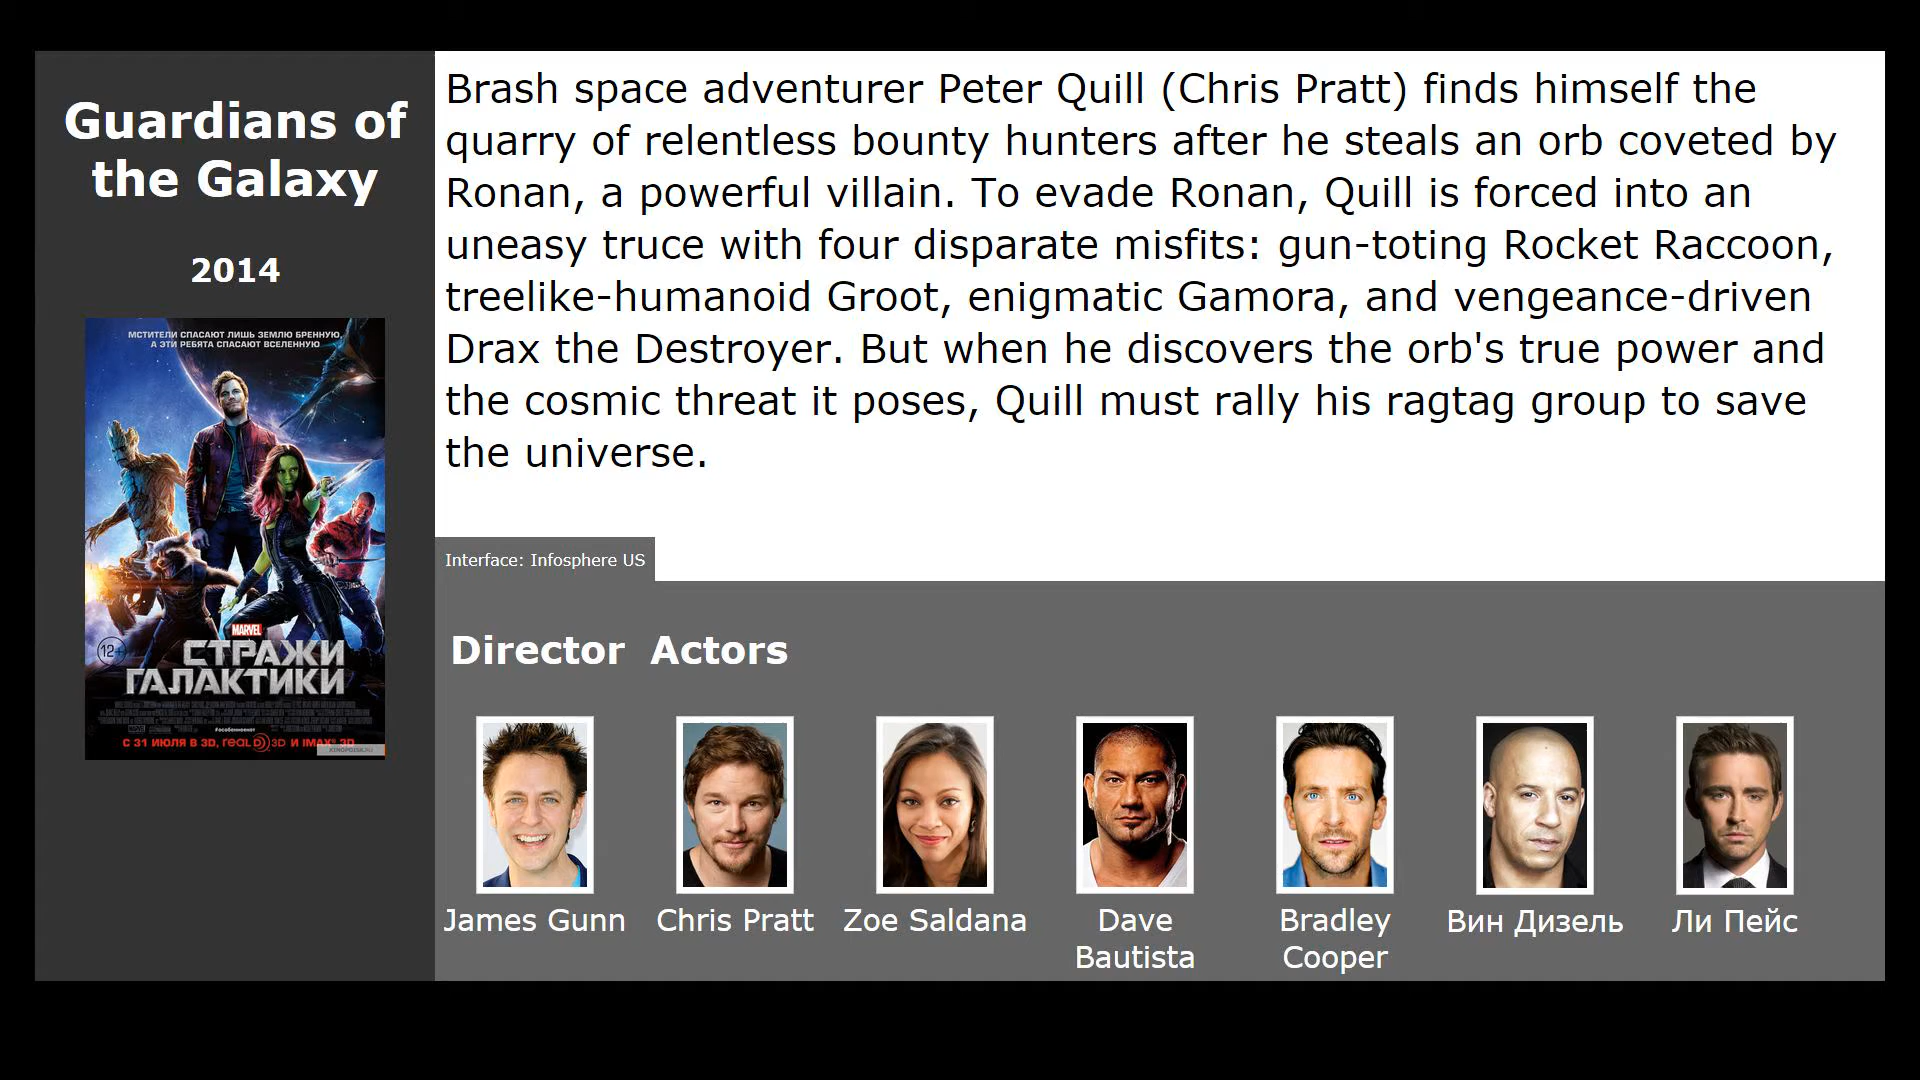 Guardians of
the Galaxy
2014
МСТИТЕЛИ СПАСАЮТ ЛИШЬ ЗЕМЛЮ БРЕННУЮ,
А ЭТИ РЕБЯТА СПАСАЮТ ВСЕЛЕННУЮ
MARVEL
12+
СТРАЖИ
ГАЛАКТИКИ
С 31 ИЮЛЯ В 3D, REAL D 3D И IMAX 3D
KINOPOISK.RU
Brash space adventurer Peter Quill (Chris Pratt) finds himself the
quarry of relentless bounty hunters after he steals an orb coveted by
Ronan, a powerful villain. To evade Ronan, Quill is forced into an
uneasy truce with four disparate misfits: gun-toting Rocket Raccoon,
treelike-humanoid Groot, enigmatic Gamora, and vengeance-driven
Drax the Destroyer. But when he discovers the orb's true power and
the cosmic threat it poses, Quill must rally his ragtag group to save
the universe.
Interface: Infosphere US
Director Actors
James Gunn
Chris Pratt
Zoe Saldana
Dave
Bautista
Bradley
Cooper
Вин Дизель
Ли Пейс